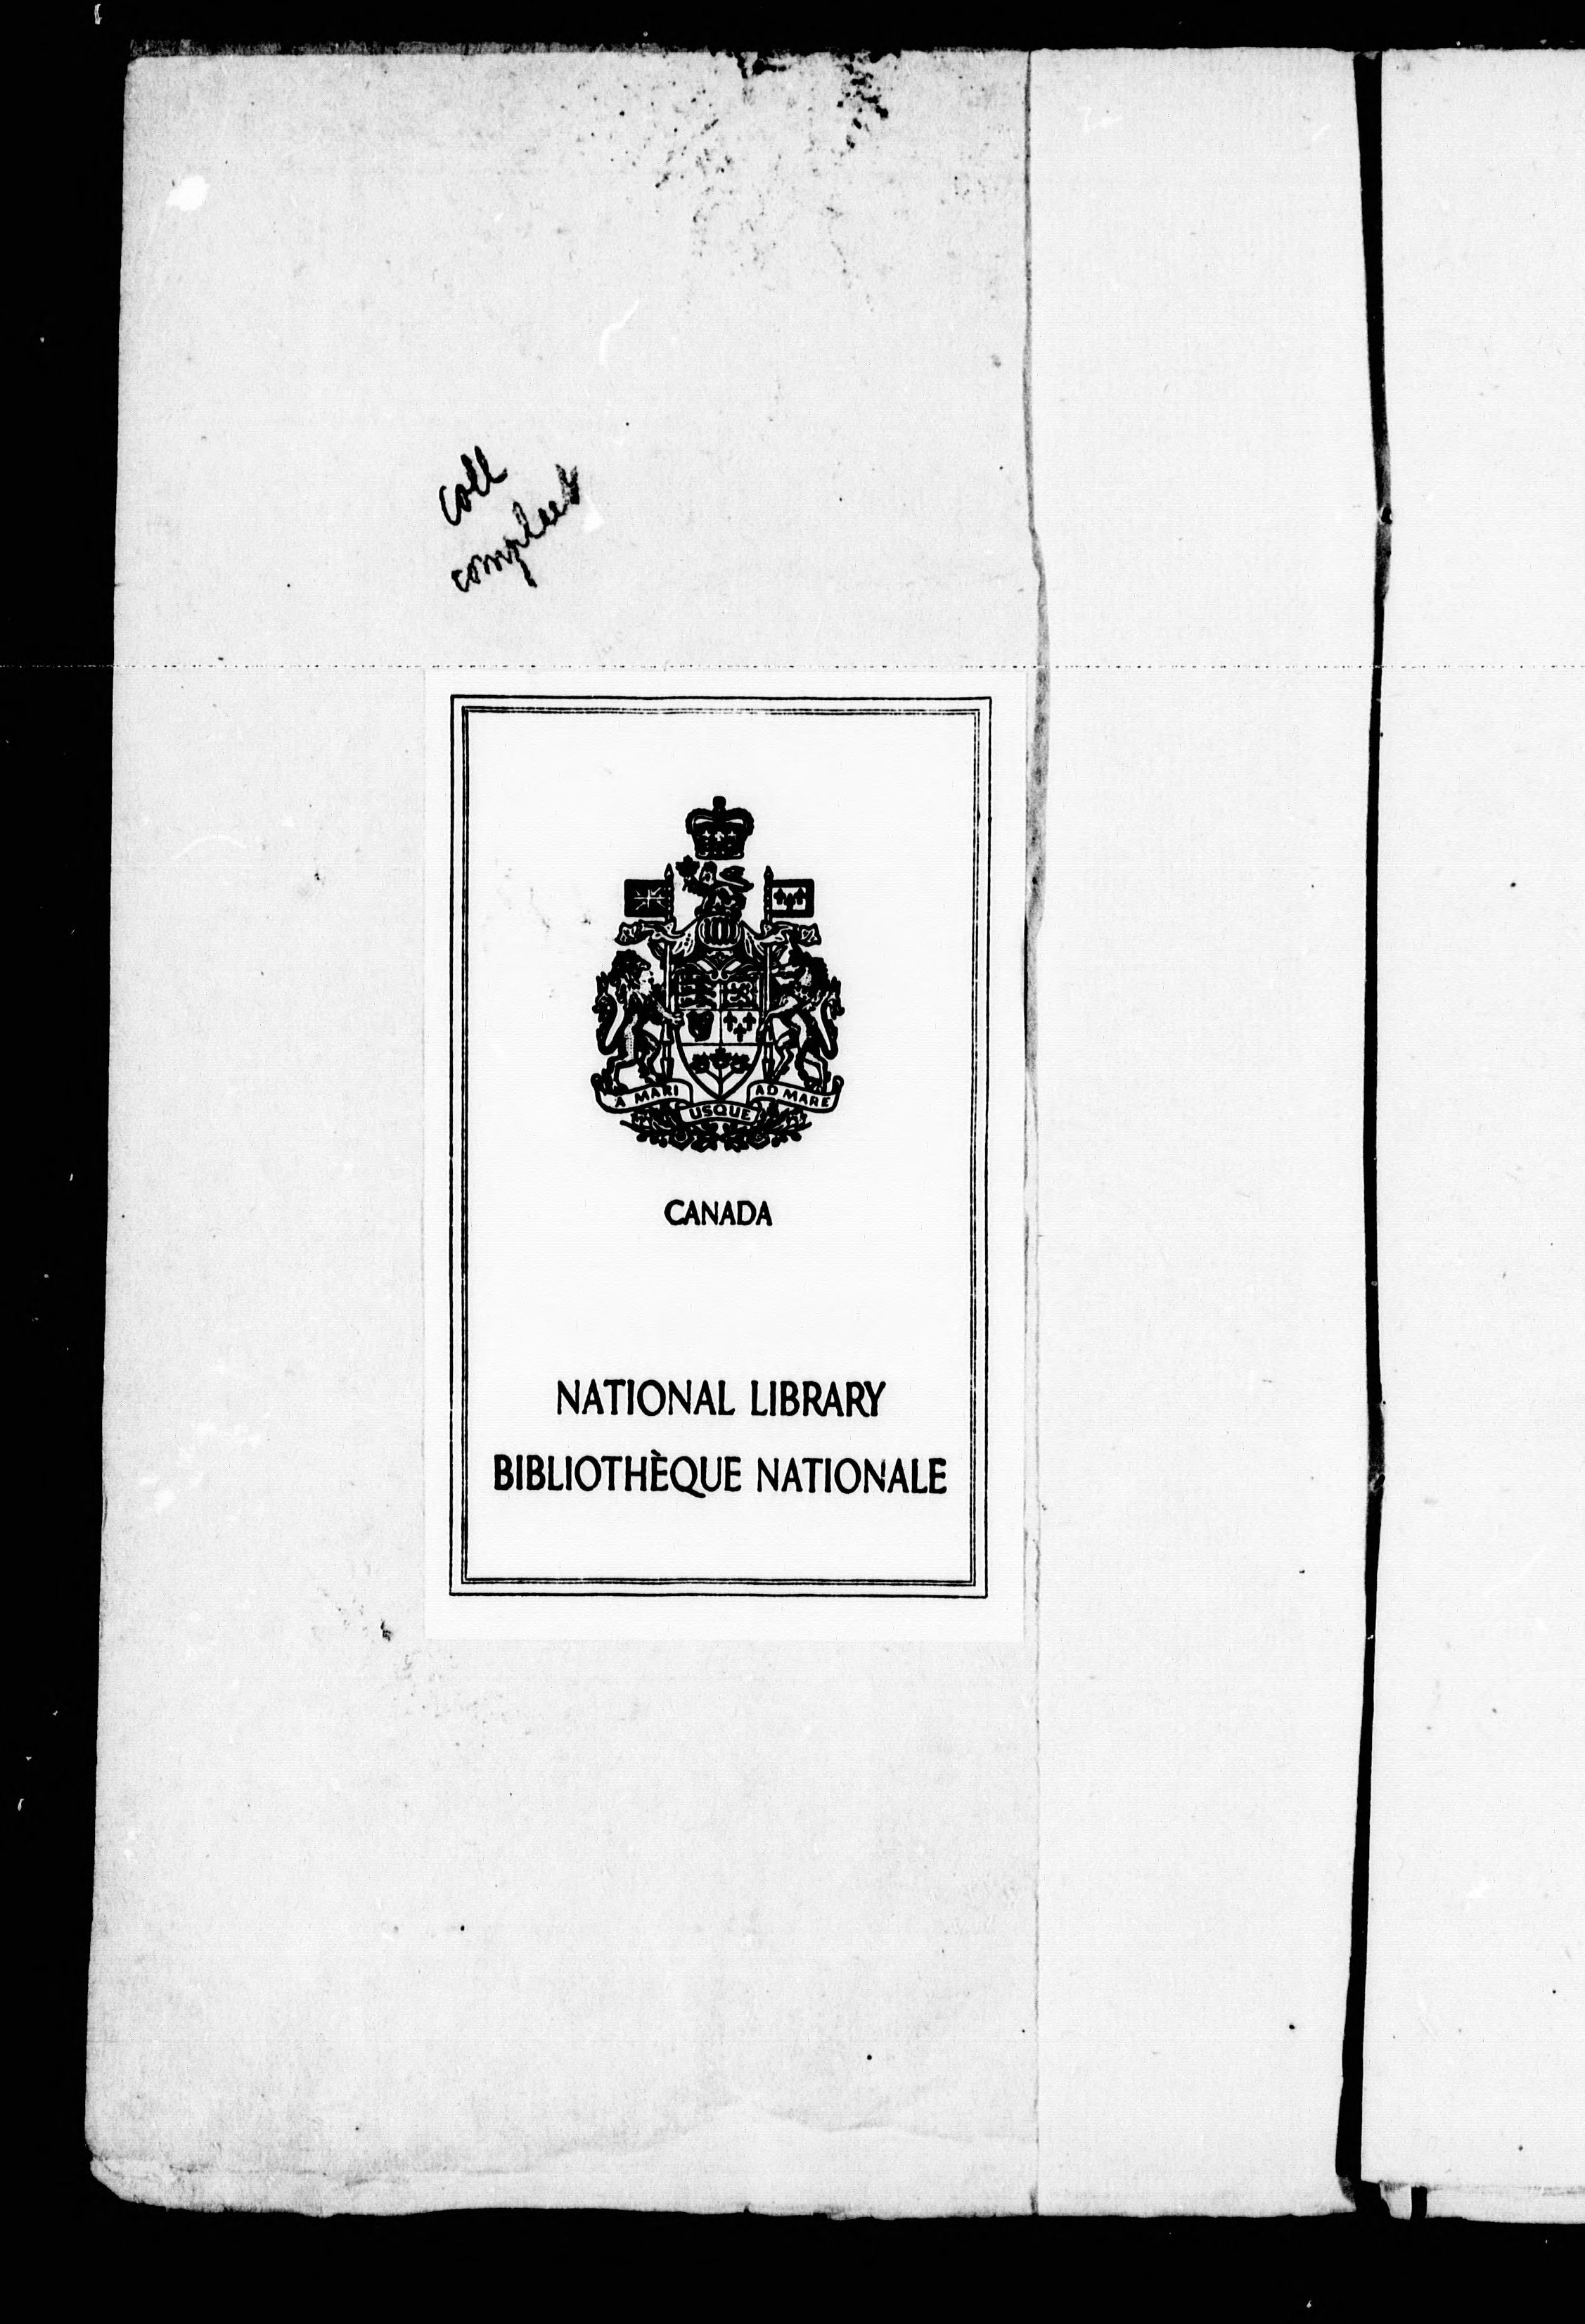 coll
complect
A MARI USQUE AD MARE
CANADA
NATIONAL LIBRARY
BIBLIOTHÈQUE NATIONALE